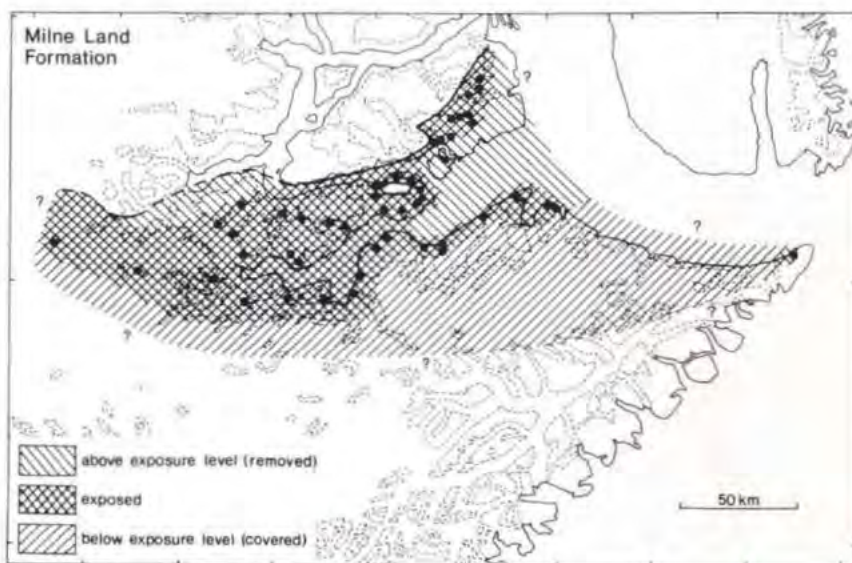 Milne Land
Formation
?
?
?
?
?
?
?
above exposure level (removed)
exposed
below exposure level (covered)
50 km